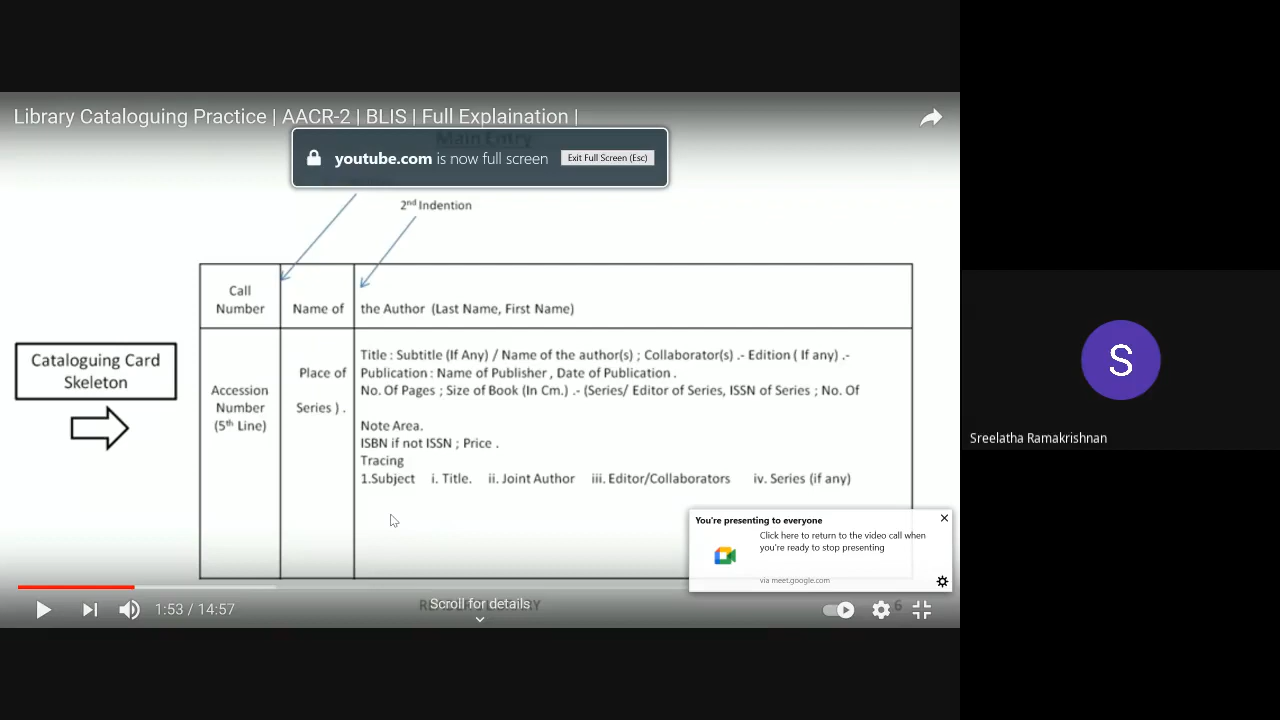 Library Cataloguing Practice | AACR-2 | BLIS | Full Explaination |
Main Entry
youtube.com is now full screen
Exit Full Screen (Esc)
2nd Indention
Call
Number
Name of
the Author (Last Name, First Name)
Cataloguing Card
Skeleton
Accession
Number
(5th Line)
Place of
Series ) .
Title : Subtitle (If Any) / Name of the author(s) ; Collaborator(s) .- Edition ( If any) .-
Publication : Name of Publisher , Date of Publication .
No. Of Pages ; Size of Book (In Cm.) .- (Series/ Editor of Series, ISSN of Series ; No. Of
Note Area.
ISBN if not ISSN ; Price .
Tracing
1.Subject i. Title. ii. Joint Author iii. Editor/Collaborators iv. Series (if any)
You're presenting to everyone
Click here to return to the video call when
you're ready to stop presenting
via meet.google.com
1:53 / 14:57
Scroll for details
6
S
Sreelatha Ramakrishnan